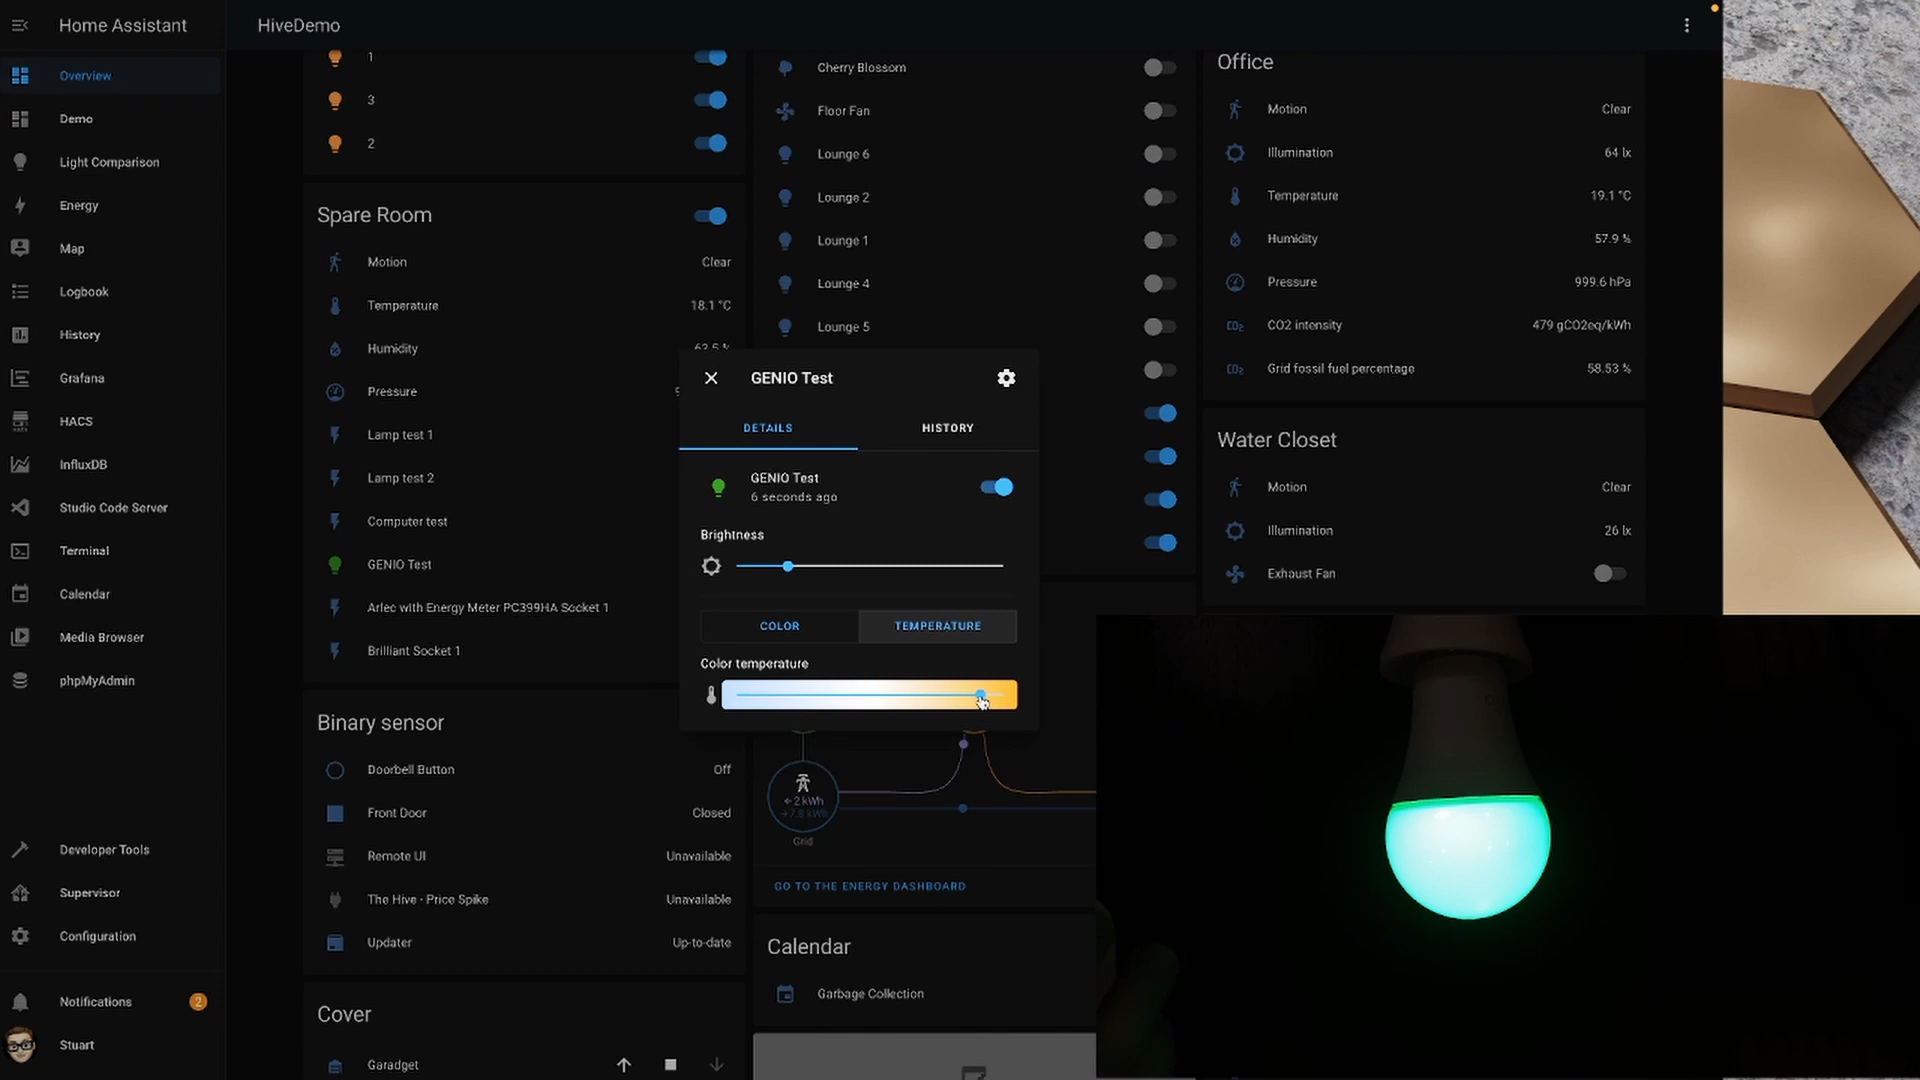 Home Assistant
Overview
Demo
Light Comparison
Energy
Map
Logbook
History
Grafana
HACS
InfluxDB
Studio Code Server
Terminal
Calendar
Media Browser
phpMyAdmin
Developer Tools
Supervisor
Configuration
Notifications
2
Stuart
HiveDemo
1
3
2
Spare Room
Motion
Clear
Temperature
18.1 °C
Humidity
Pressure
Lamp test 1
Lamp test 2
Computer test
GENIO Test
Arlec with Energy Meter PC399HA Socket 1
Brilliant Socket 1
Binary sensor
Doorbell Button
Off
Front Door
Closed
Remote UI
Unavailable
The Hive - Price Spike
Unavailable
Updater
Up-to-date
Cover
Garadget
Cherry Blossom
Floor Fan
Lounge 6
Lounge 2
Lounge 1
Lounge 4
Lounge 5
GENIO Test
DETAILS
HISTORY
GENIO Test
6 seconds ago
Brightness
COLOR
TEMPERATURE
Color temperature
←2 kWh
→7.8 kWh
Grid
GO TO THE ENERGY DASHBOARD
Calendar
Garbage Collection
Office
Motion
Clear
Illumination
64 lx
Temperature
19.1 °C
Humidity
57.9 %
Pressure
999.6 hPa
CO2 intensity
479 gCO2eq/kWh
Grid fossil fuel percentage
58.53 %
Water Closet
Motion
Clear
Illumination
26 lx
Exhaust Fan